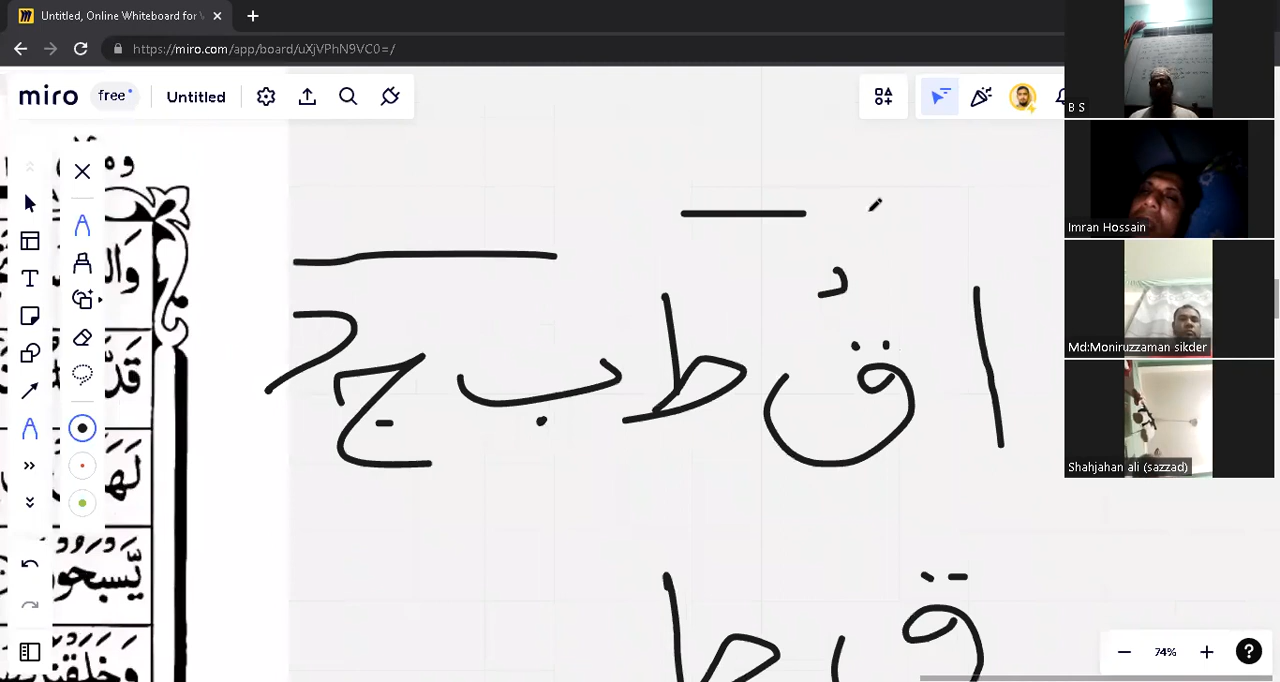 Untitled, Online Whiteboard for
https://miro.com/app/board/uXjVPhN9VC0=/
miro
free
Untitled
B S
Imran Hossain
Md:Moniruzzaman sikder
Shahjahan ali (sazzad)
ا ق ط ب ج د
ق ط
74%